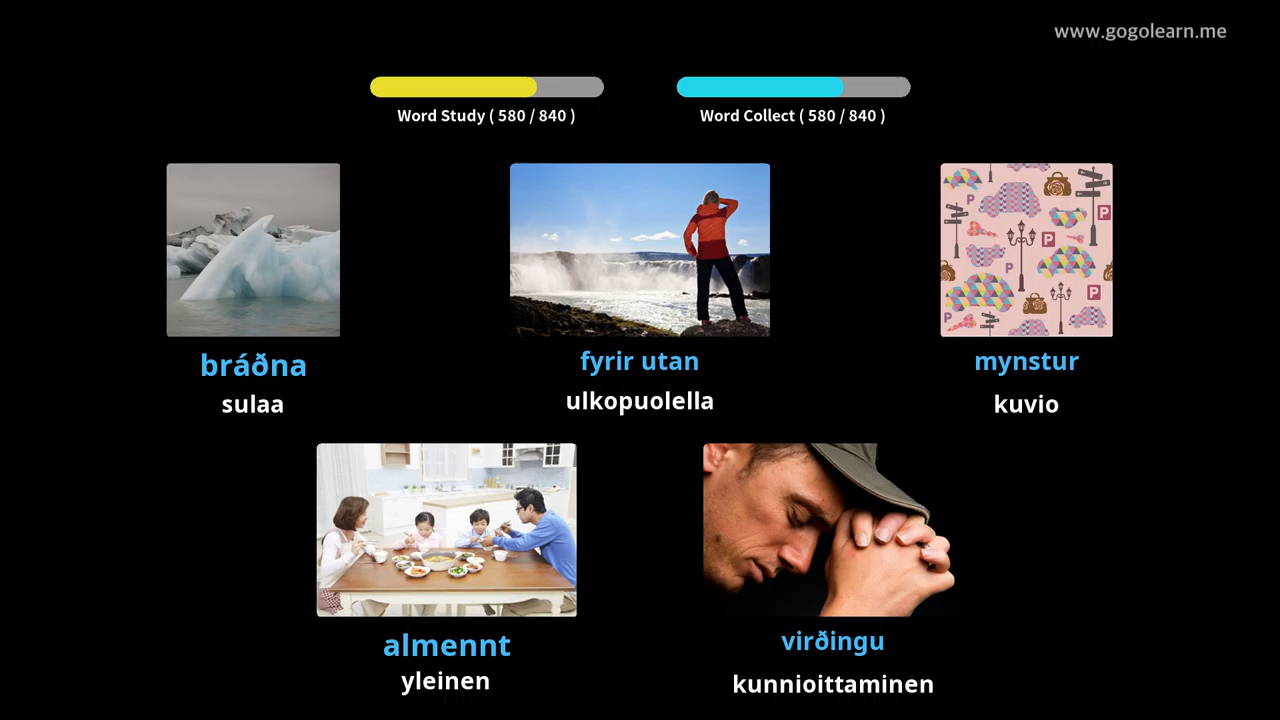 www.gogolearn.me
Word Study ( 580 / 840 )
Word Collect ( 580 / 840 )
bráðna
fyrir utan
mynstur
sulaa
ulkopuolella
kuvio
almennt
virðingu
yleinen
kunnioittaminen